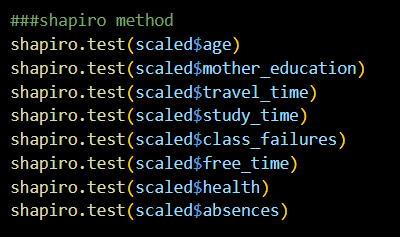 ###shapiro method
shapiro.test(scaled$age)
shapiro.test(scaled$mother_education)
shapiro.test(scaled$travel_time)
shapiro.test(scaled$study_time)
shapiro.test(scaled$class_failures)
shapiro.test(scaled$free_time)
shapiro.test(scaled$health)
shapiro.test(scaled$absences)